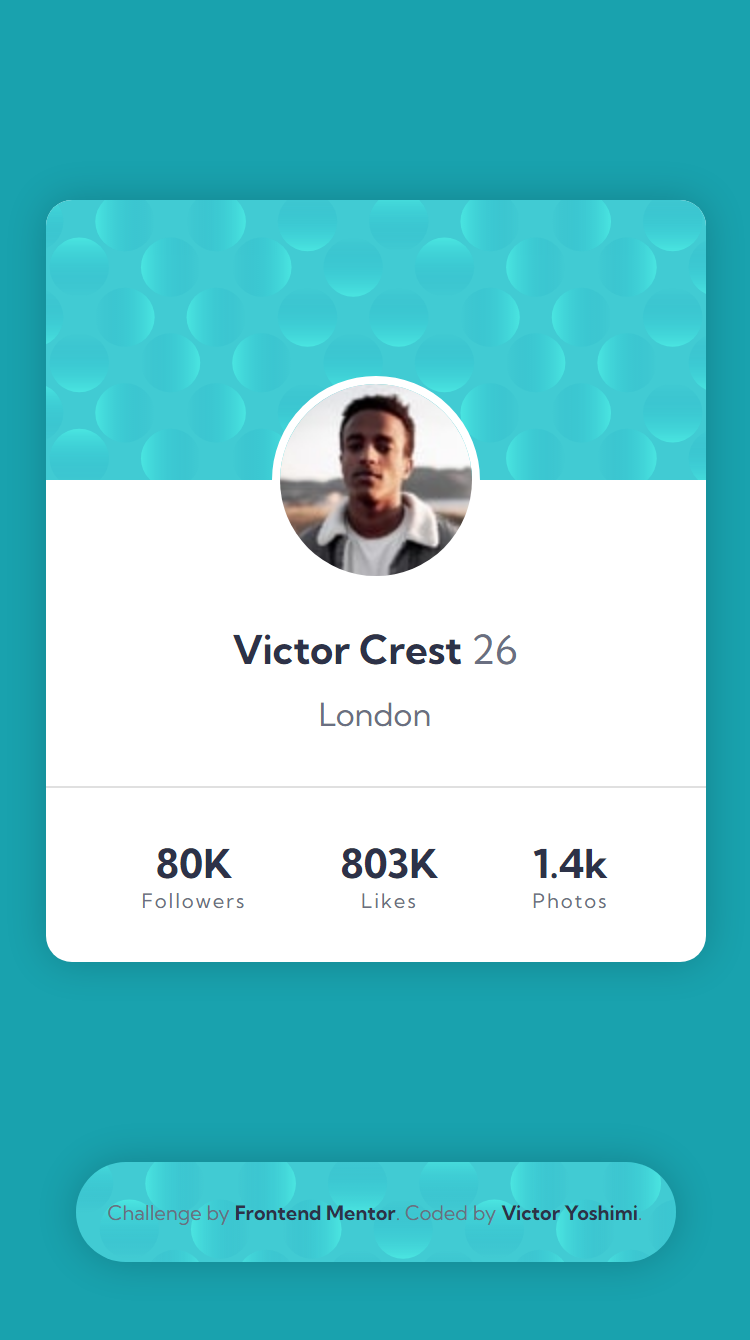 Victor Crest 26
London
80K 803K 1.4k
Followers Likes Photos
Challenge by Frontend Mentor. Coded by Victor Yoshimi.